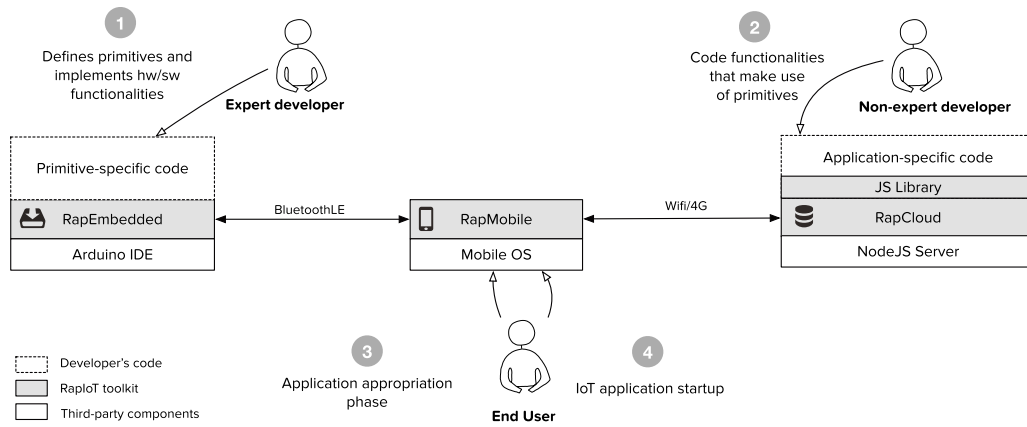 1
Defines primitives and
implements hw/sw
functionalities
Expert developer
2
Code functionalities
that make use
of primitives
Non-expert developer
Primitive-specific code
RapEmbedded
Arduino IDE
BluetoothLE
RapMobile
Mobile OS
Wifi/4G
Application-specific code
JS Library
RapCloud
NodeJS Server
3
Application appropriation
phase
End User
4
IoT application startup
Developer's code
RapIoT toolkit
Third-party components